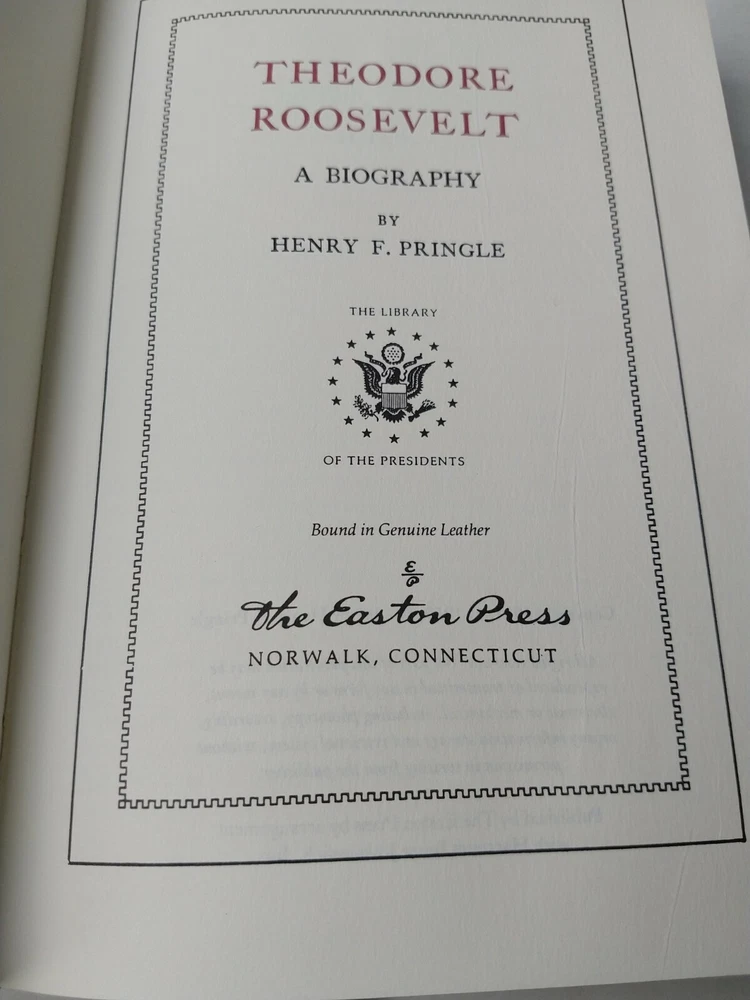 THEODORE
ROOSEVELT
A BIOGRAPHY
BY
HENRY F. PRINGLE
THE LIBRARY
OF THE PRESIDENTS
Bound in Genuine Leather
E
P
The Easton Press
NORWALK, CONNECTICUT